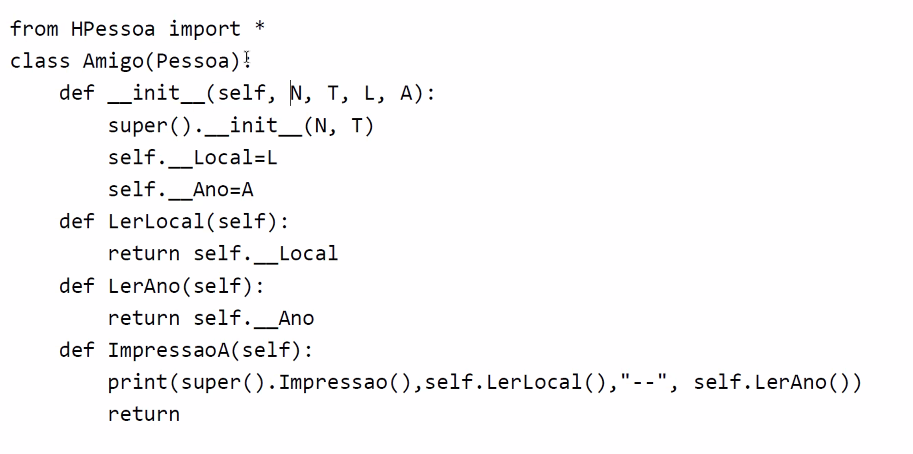 from HPessoa import *
class Amigo(Pessoa):
    def __init__(self, N, T, L, A):
        super().__init__(N, T)
        self.__Local=L
        self.__Ano=A
    def LerLocal(self):
        return self.__Local
    def LerAno(self):
        return self.__Ano
    def ImpressaoA(self):
        print(super().Impressao(),self.LerLocal(),"--", self.LerAno())
        return